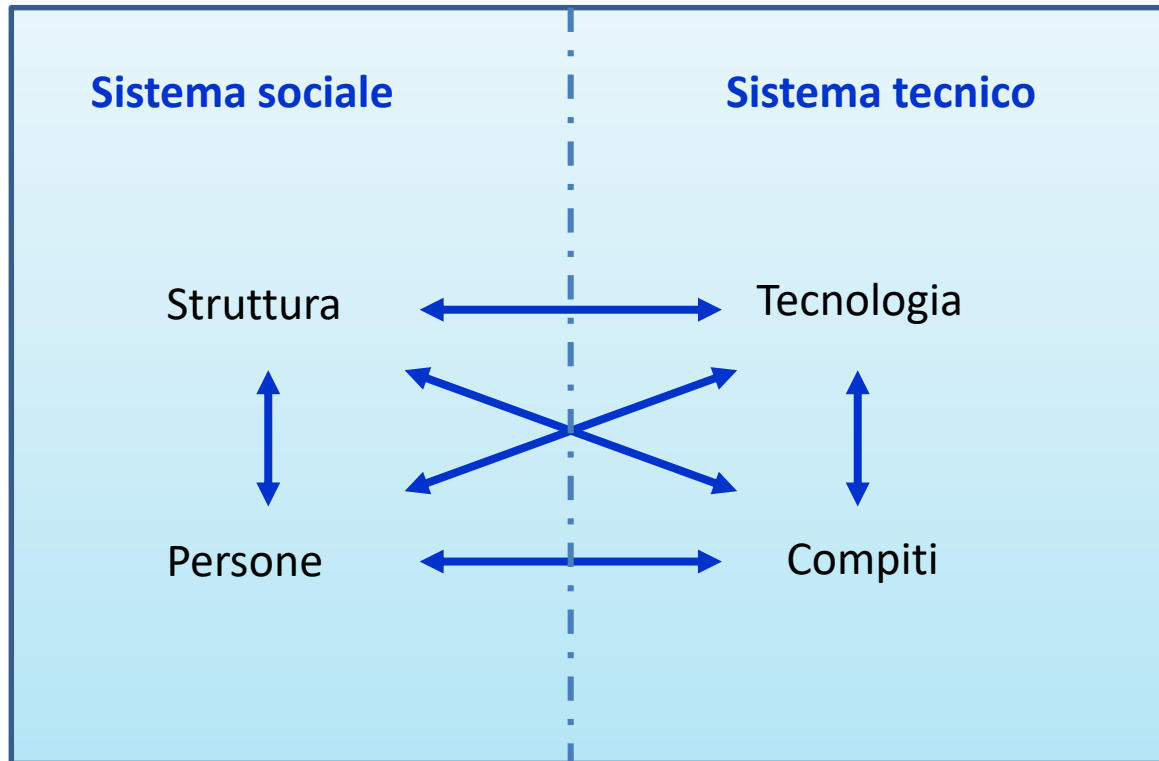 Sistema sociale
Sistema tecnico
Struttura
Tecnologia
Persone
Compiti